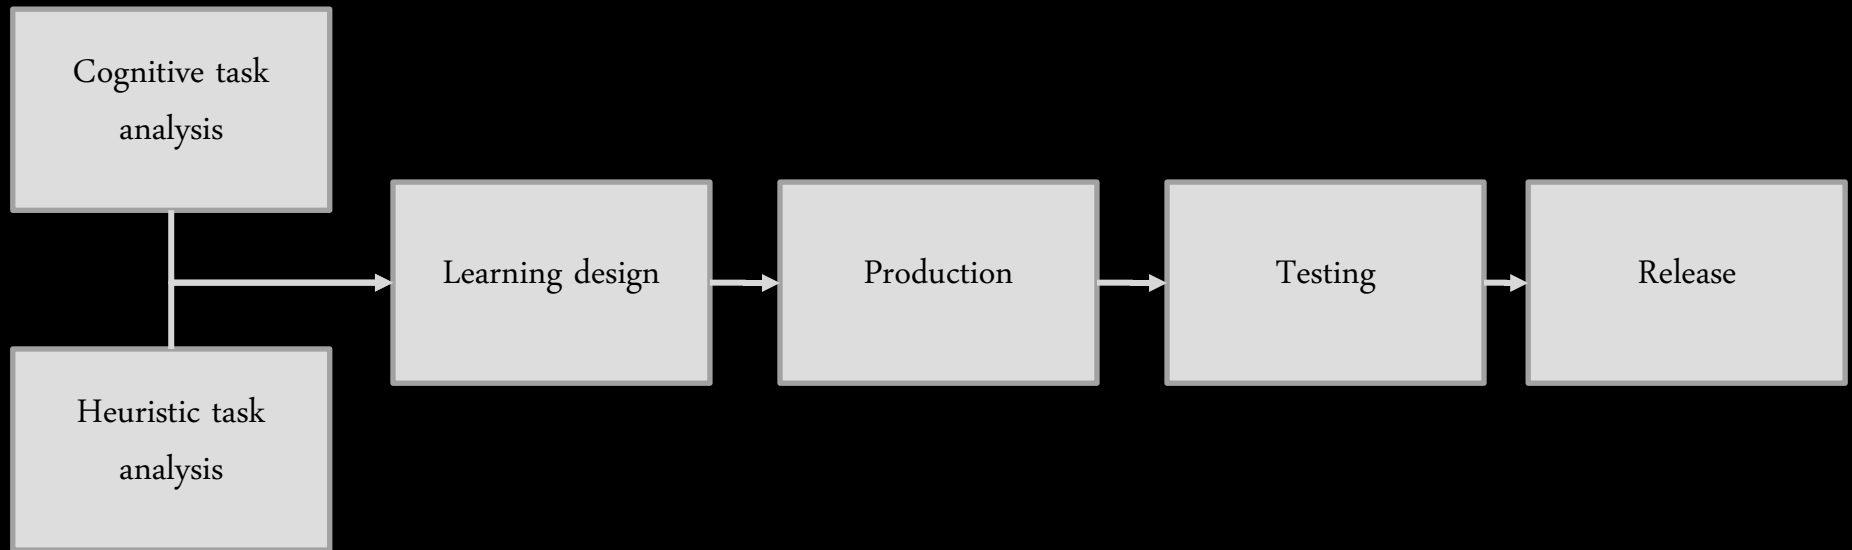 Cognitive task
analysis
Heuristic task
analysis
Learning design
Production
Testing
Release